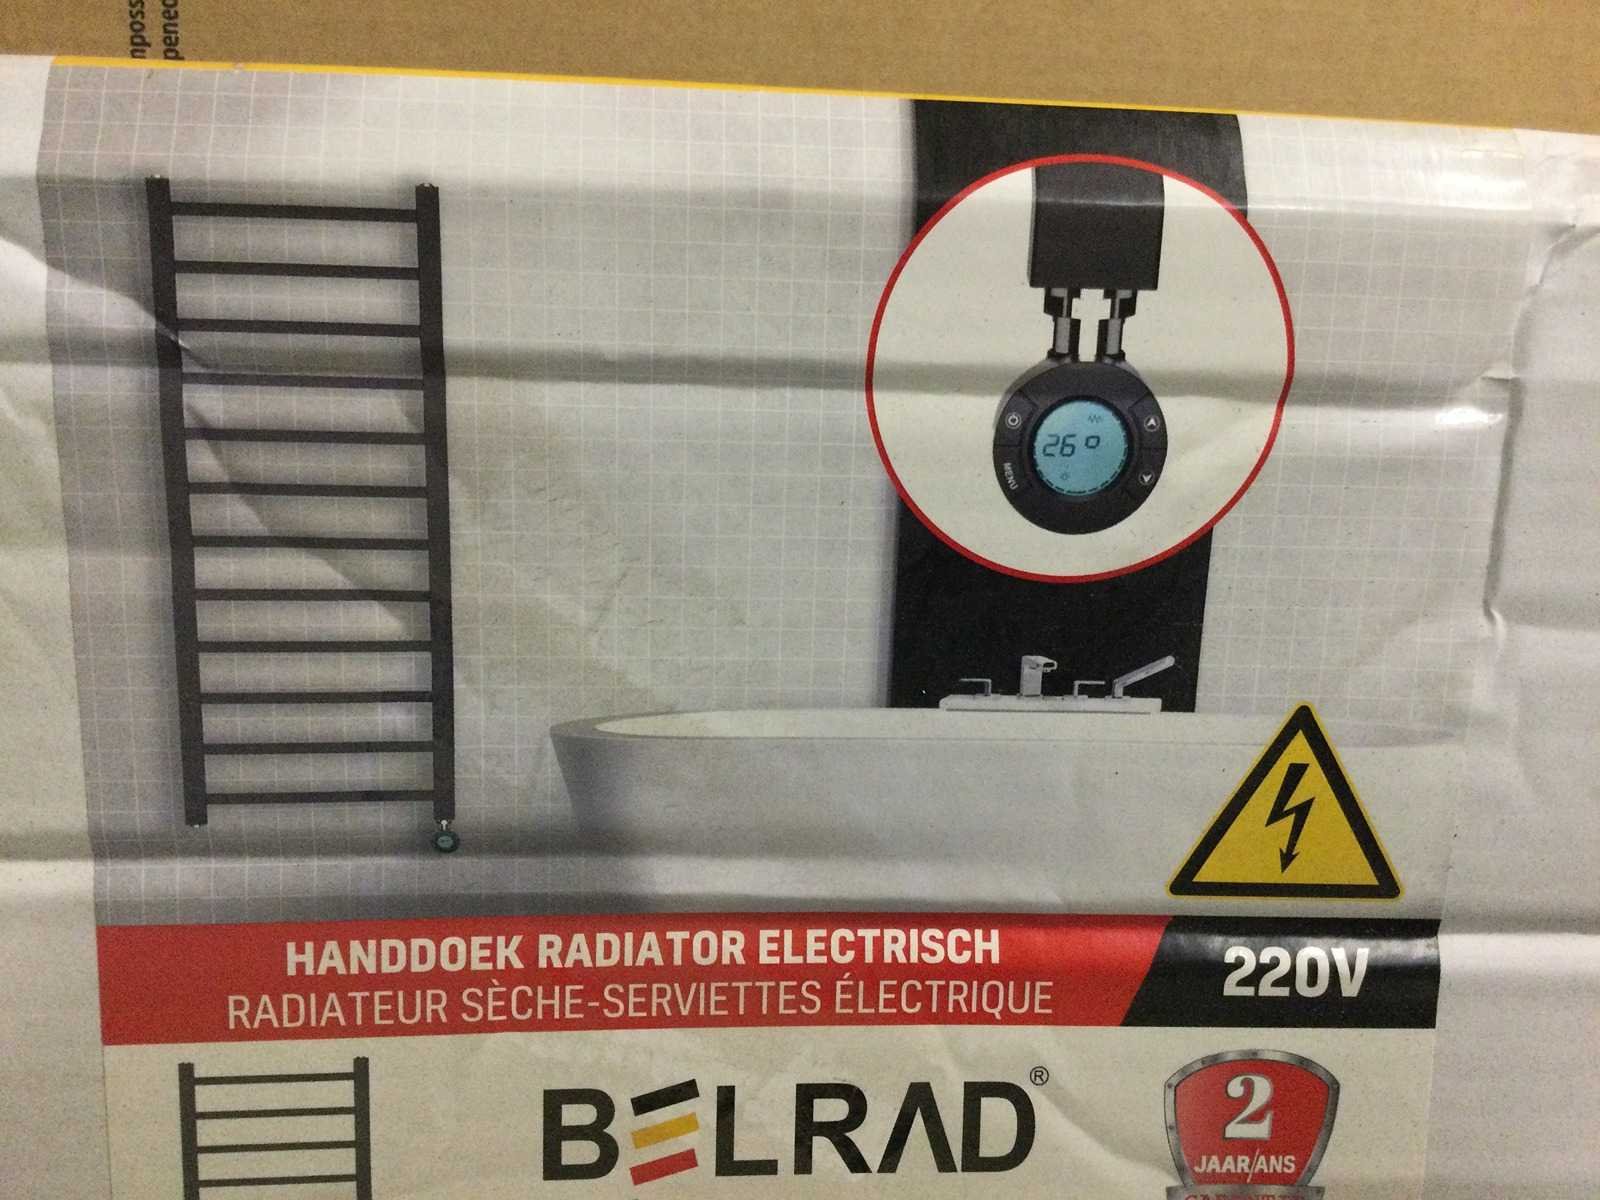 26°
MENU
HANDDOEK RADIATOR ELECTRISCH
RADIATEUR SÈCHE-SERVIETTES ÉLECTRIQUE
220V
BELRAD®
2
JAAR/ANS